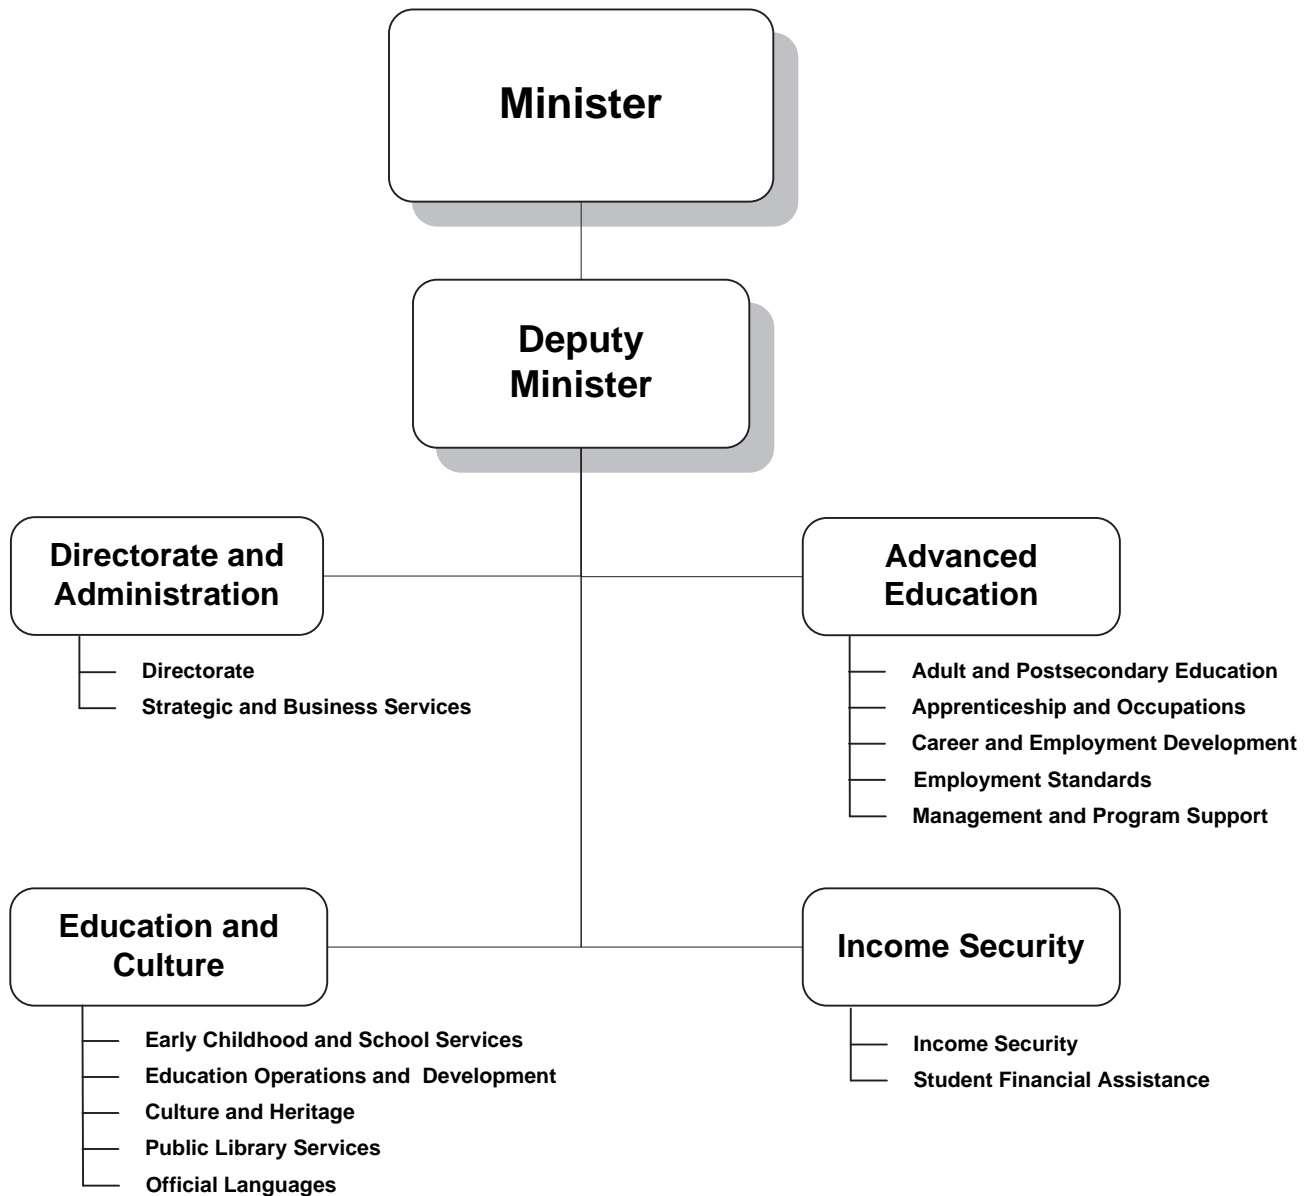 Minister
Deputy
Minister
Directorate and
Administration
Directorate
Strategic and Business Services
Advanced
Education
Adult and Postsecondary Education
Apprenticeship and Occupations
Career and Employment Development
Employment Standards
Management and Program Support
Education and
Culture
Early Childhood and School Services
Education Operations and  Development
Culture and Heritage
Public Library Services
Official Languages
Income Security
Income Security
Student Financial Assistance